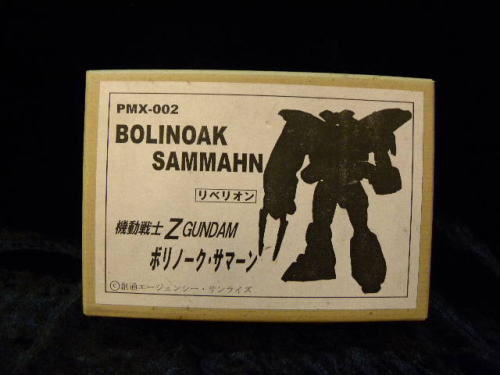 PMX-002
BOLINOAK
SAMMAHN
リベリオン
機動戦士 Z GUNDAM
ボリノーク・サマーン
©創通エージェンシー・サンライズ